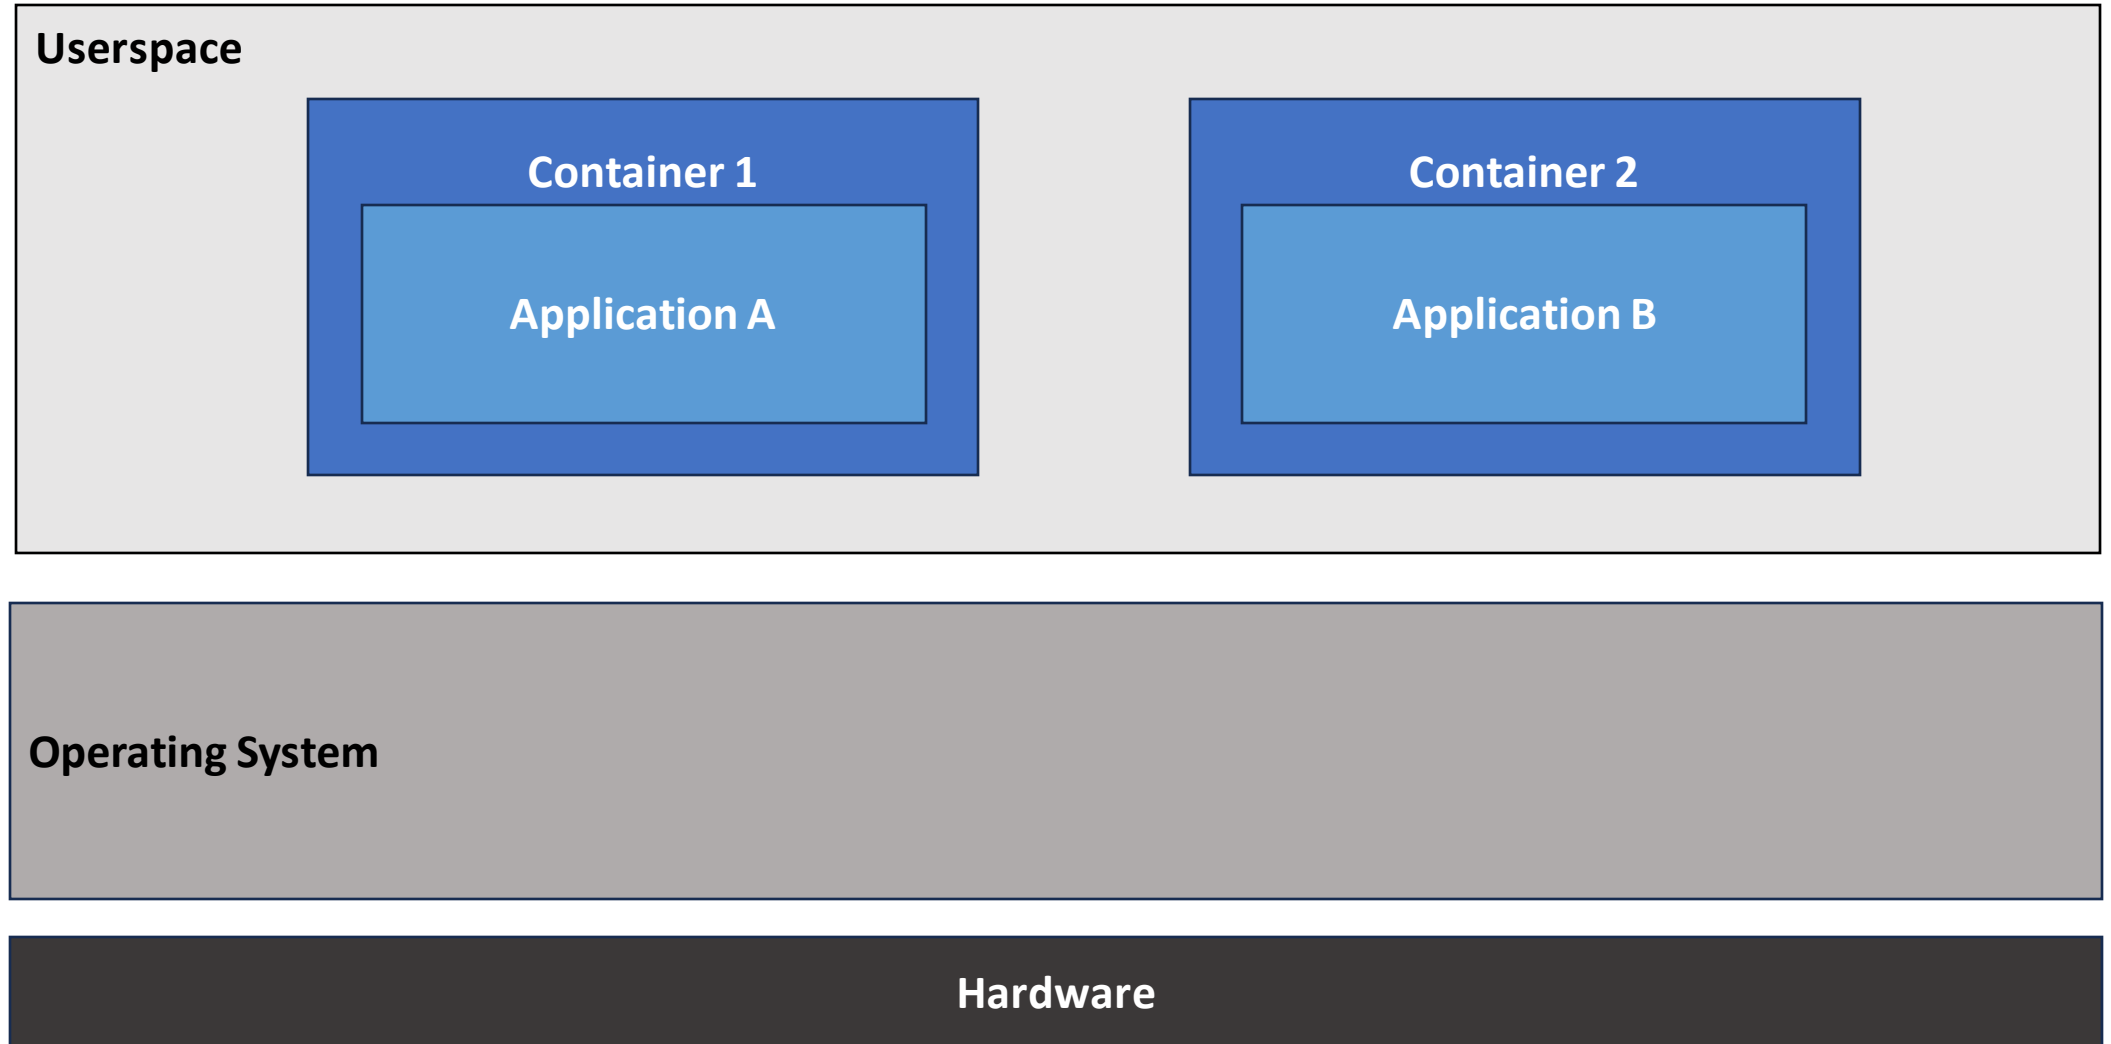 Userspace
Container 1
Container 2
Application A
Application B
Operating System
Hardware